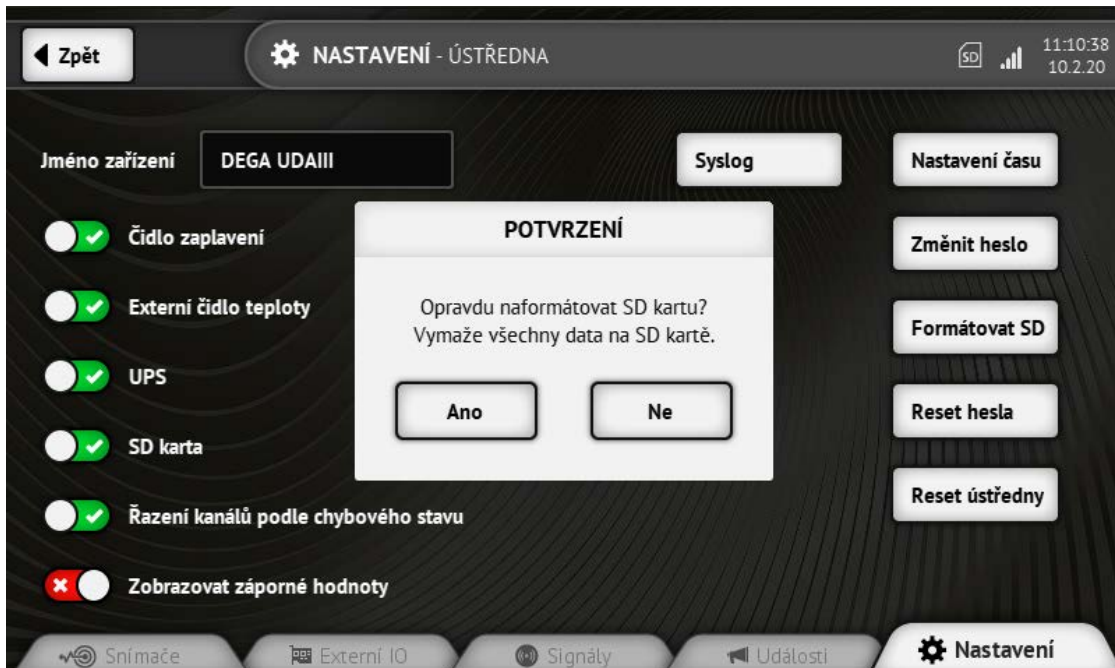 Zpět
NASTAVENÍ - ÚSTŘEDNA
SD
11:10:38
10.2.20
Jméno zařízení
DEGA UDAIII
Syslog
Nastavení času
Čidlo zaplavení
POTVRZENÍ
Změnit heslo
Externí čidlo teploty
Opravdu naformátovat SD kartu?
Vymaže všechny data na SD kartě.
Formátovat SD
UPS
Ano
Ne
Reset hesla
SD karta
Řazení kanálů podle chybového stavu
Reset ústředny
Zobrazovat záporné hodnoty
Snímače
Externí IO
Signály
Události
Nastavení